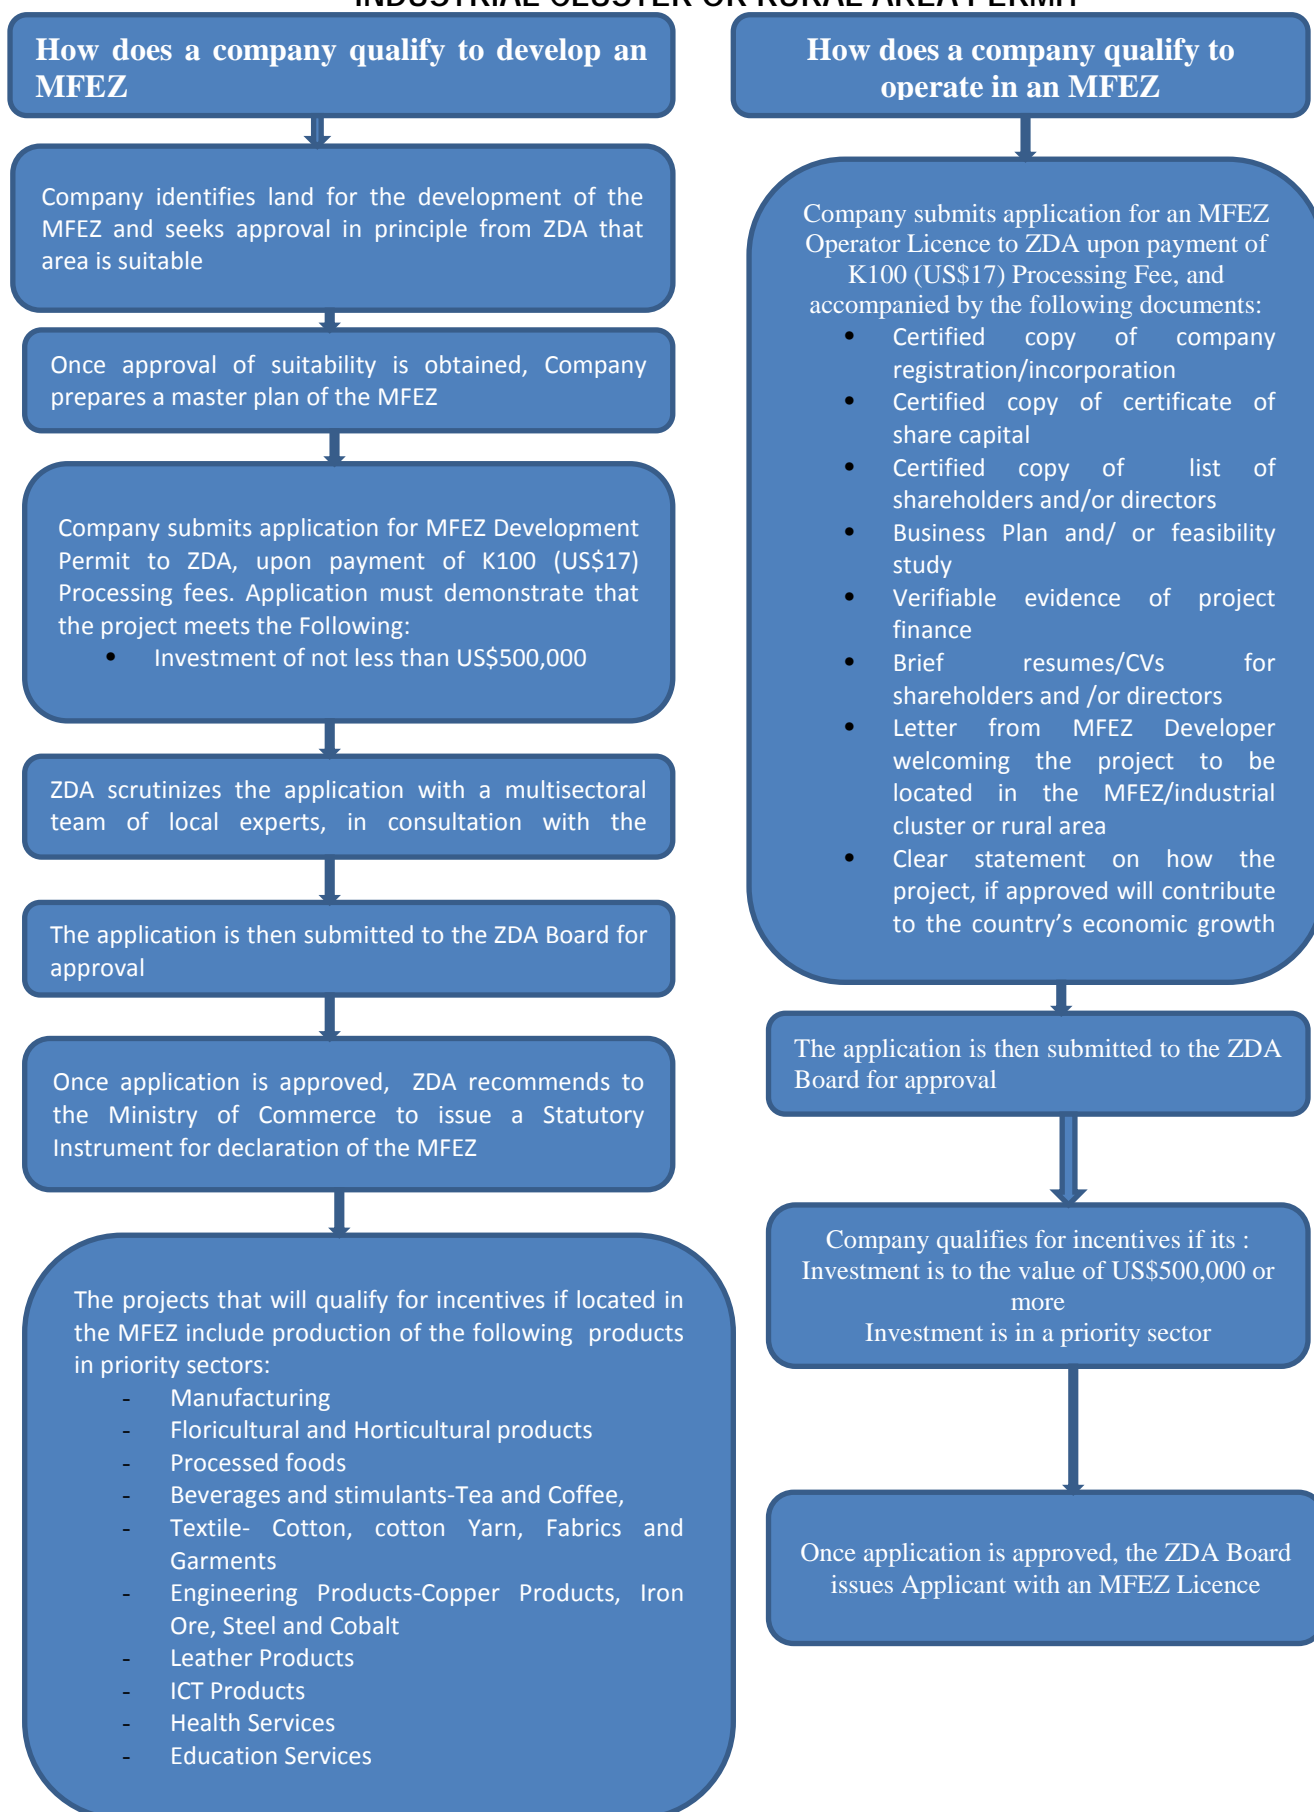 INDUSTRIAL CLUSTER OR RURAL AREA PERMIT
How does a company qualify to develop an
MFEZ
Company identifies land for the development of the
MFEZ and seeks approval in principle from ZDA that
area is suitable
Once approval of suitability is obtained, Company
prepares a master plan of the MFEZ
Company submits application for MFEZ Development
Permit to ZDA, upon payment of K100 (US$17)
Processing fees. Application must demonstrate that
the project meets the Following:
• Investment of not less than US$500,000
ZDA scrutinizes the application with a multisectoral
team of local experts, in consultation with the
The application is then submitted to the ZDA Board for
approval
Once application is approved, ZDA recommends to
the Ministry of Commerce to issue a Statutory
Instrument for declaration of the MFEZ
The projects that will qualify for incentives if located in
the MFEZ include production of the following products
in priority sectors:
- Manufacturing
- Floricultural and Horticultural products
- Processed foods
- Beverages and stimulants-Tea and Coffee,
- Textile- Cotton, cotton Yarn, Fabrics and
Garments
- Engineering Products-Copper Products, Iron
Ore, Steel and Cobalt
- Leather Products
- ICT Products
- Health Services
- Education Services
How does a company qualify to
operate in an MFEZ
Company submits application for an MFEZ
Operator Licence to ZDA upon payment of
K100 (US$17) Processing Fee, and
accompanied by the following documents:
• Certified copy of company
registration/incorporation
• Certified copy of certificate of
share capital
• Certified copy of list of
shareholders and/or directors
• Business Plan and/ or feasibility
study
• Verifiable evidence of project
finance
• Brief resumes/CVs for
shareholders and /or directors
• Letter from MFEZ Developer
welcoming the project to be
located in the MFEZ/industrial
cluster or rural area
• Clear statement on how the
project, if approved will contribute
to the country’s economic growth
The application is then submitted to the ZDA
Board for approval
Company qualifies for incentives if its :
Investment is to the value of US$500,000 or
more
Investment is in a priority sector
Once application is approved, the ZDA Board
issues Applicant with an MFEZ Licence